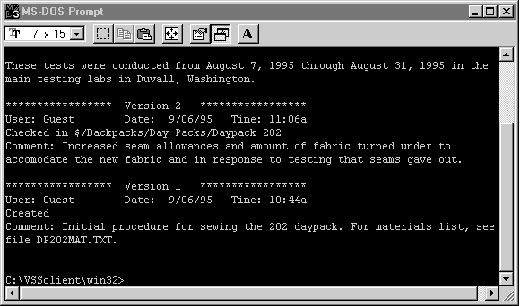 MS-DOS Prompt
7 x 15
A
These tests were conducted from August 7, 1995 through August 31, 1995 in the
main testing labs in Duvall, Washington.
***************** Version 2 *****************
User: Guest Date: 9/06/95 Time: 11:06a
Checked in $/Backpacks/Day Packs/Daypack 202
Comment: Increased seam allowances and amount of fabric turned under to
accomodate the new fabric and in response to testing that seams gave out.
***************** Version 1 *****************
User: Guest Date: 9/06/95 Time: 10:44a
Created
Comment: Initial procedure for sewing the 202 daypack. For materials list, see
file DP202MAT.TXT.
C:\VSSclient\win32>